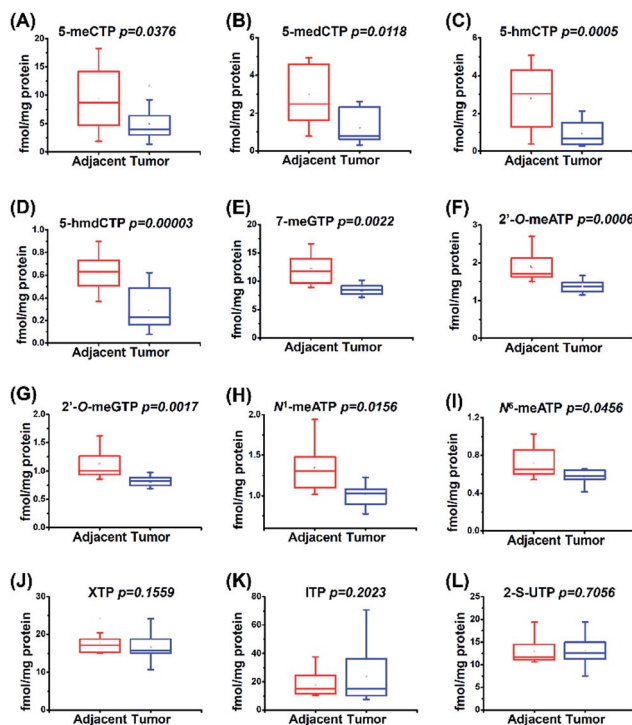 (A) 5-meCTP p=0.0376
fmol/mg protein
20
15
10
5
0
Adjacent Tumor
(B) 5-medCTP p=0.0118
fmol/mg protein
6
4
2
0
Adjacent Tumor
(C) 5-hmCTP p=0.0005
fmol/mg protein
6
4
2
0
Adjacent Tumor
(D) 5-hmdCTP p=0.00003
fmol/mg protein
1.0
0.8
0.6
0.4
0.2
0.0
Adjacent Tumor
(E) 7-meGTP p=0.0022
fmol/mg protein
20
15
10
5
0
Adjacent Tumor
(F) 2'-O-meATP p=0.0006
fmol/mg protein
3
2
1
0
Adjacent Tumor
(G) 2'-O-meGTP p=0.0017
fmol/mg protein
2.0
1.5
1.0
0.5
0.0
Adjacent Tumor
(H) N¹-meATP p=0.0156
fmol/mg protein
2.0
1.5
1.0
Adjacent Tumor
(I) N⁶-meATP p=0.0456
fmol/mg protein
1.2
0.8
0.4
0.0
Adjacent Tumor
(J) XTP p=0.1559
fmol/mg protein
30
25
20
15
10
5
0
Adjacent Tumor
(K) ITP p=0.2023
fmol/mg protein
80
60
40
20
0
Adjacent Tumor
(L) 2-S-UTP p=0.7056
fmol/mg protein
25
20
15
10
5
0
Adjacent Tumor